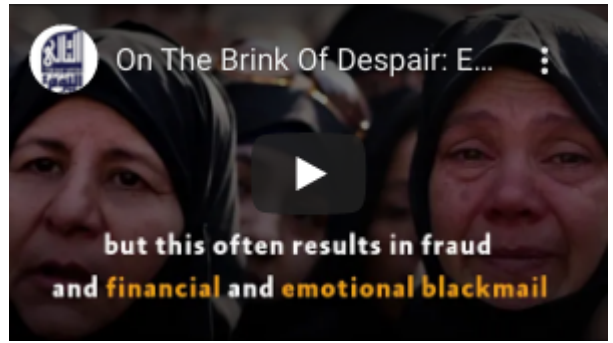 On The Brink Of Despair: E...
but this often results in fraud
and financial and emotional blackmail